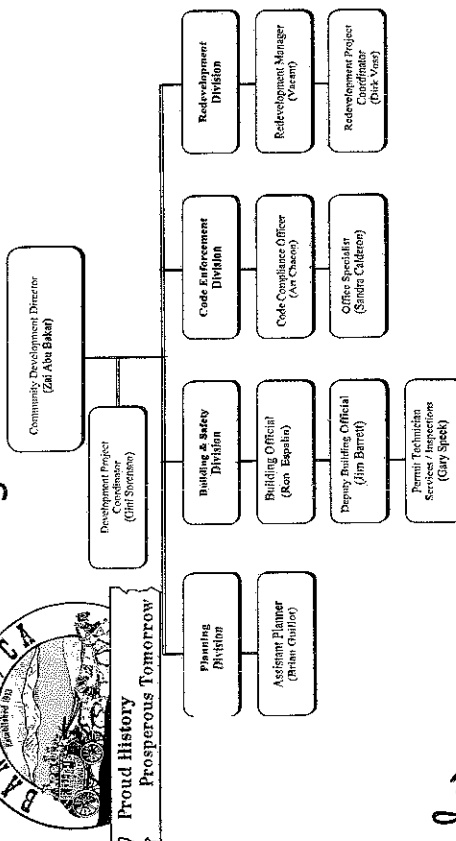 Community Development Director
(Zai Abu Bakar)
Development Project
Coordinator
(Gini Sorenson)
Planning
Division
Assistant Planner
(Brian Guillot)
Building & Safety
Division
Building Official
(Ron Espalin)
Deputy Building Official
(Jim Barrett)
Permit Technician
Services / Inspections
(Gary Speck)
Code Enforcement
Division
Code Compliance Officer
(Art Chacon)
Office Specialist
(Sandra Calderon)
Redevelopment
Division
Redevelopment Manager
(Vacant)
Redevelopment Project
Coordinator
(Dirk Voss)
Established 1913
Proud History
Prosperous Tomorrow